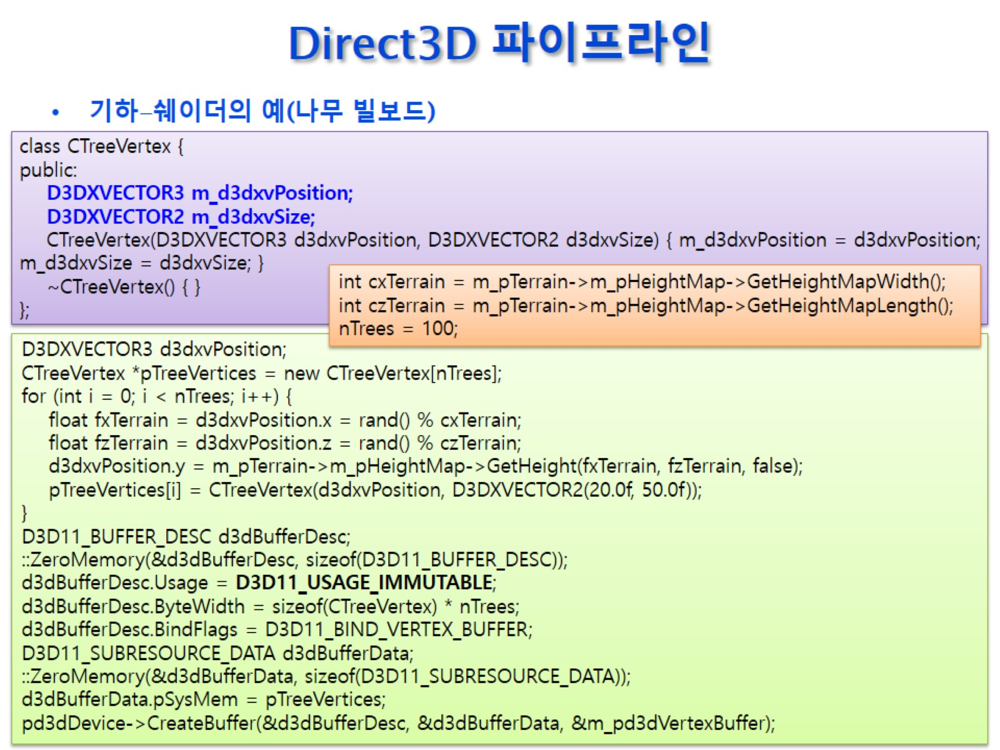 Direct3D 파이프라인
• 기하–쉐이더의 예(나무 빌보드)
class CTreeVertex {
public:
D3DXVECTOR3 m_d3dxvPosition;
D3DXVECTOR2 m_d3dxvSize;
CTreeVertex(D3DXVECTOR3 d3dxvPosition, D3DXVECTOR2 d3dxvSize) { m_d3dxvPosition = d3dxvPosition;
m_d3dxvSize = d3dxvSize; }
~CTreeVertex() { }
};
int cxTerrain = m_pTerrain->m_pHeightMap->GetHeightMapWidth();
int czTerrain = m_pTerrain->m_pHeightMap->GetHeightMapLength();
nTrees = 100;
D3DXVECTOR3 d3dxvPosition;
CTreeVertex *pTreeVertices = new CTreeVertex[nTrees];
for (int i = 0; i < nTrees; i++) {
float fxTerrain = d3dxvPosition.x = rand() % cxTerrain;
float fzTerrain = d3dxvPosition.z = rand() % czTerrain;
d3dxvPosition.y = m_pTerrain->m_pHeightMap->GetHeight(fxTerrain, fzTerrain, false);
pTreeVertices[i] = CTreeVertex(d3dxvPosition, D3DXVECTOR2(20.0f, 50.0f));
}
D3D11_BUFFER_DESC d3dBufferDesc;
::ZeroMemory(&d3dBufferDesc, sizeof(D3D11_BUFFER_DESC));
d3dBufferDesc.Usage = D3D11_USAGE_IMMUTABLE;
d3dBufferDesc.ByteWidth = sizeof(CTreeVertex) * nTrees;
d3dBufferDesc.BindFlags = D3D11_BIND_VERTEX_BUFFER;
D3D11_SUBRESOURCE_DATA d3dBufferData;
::ZeroMemory(&d3dBufferData, sizeof(D3D11_SUBRESOURCE_DATA));
d3dBufferData.pSysMem = pTreeVertices;
pd3dDevice->CreateBuffer(&d3dBufferDesc, &d3dBufferData, &m_pd3dVertexBuffer);